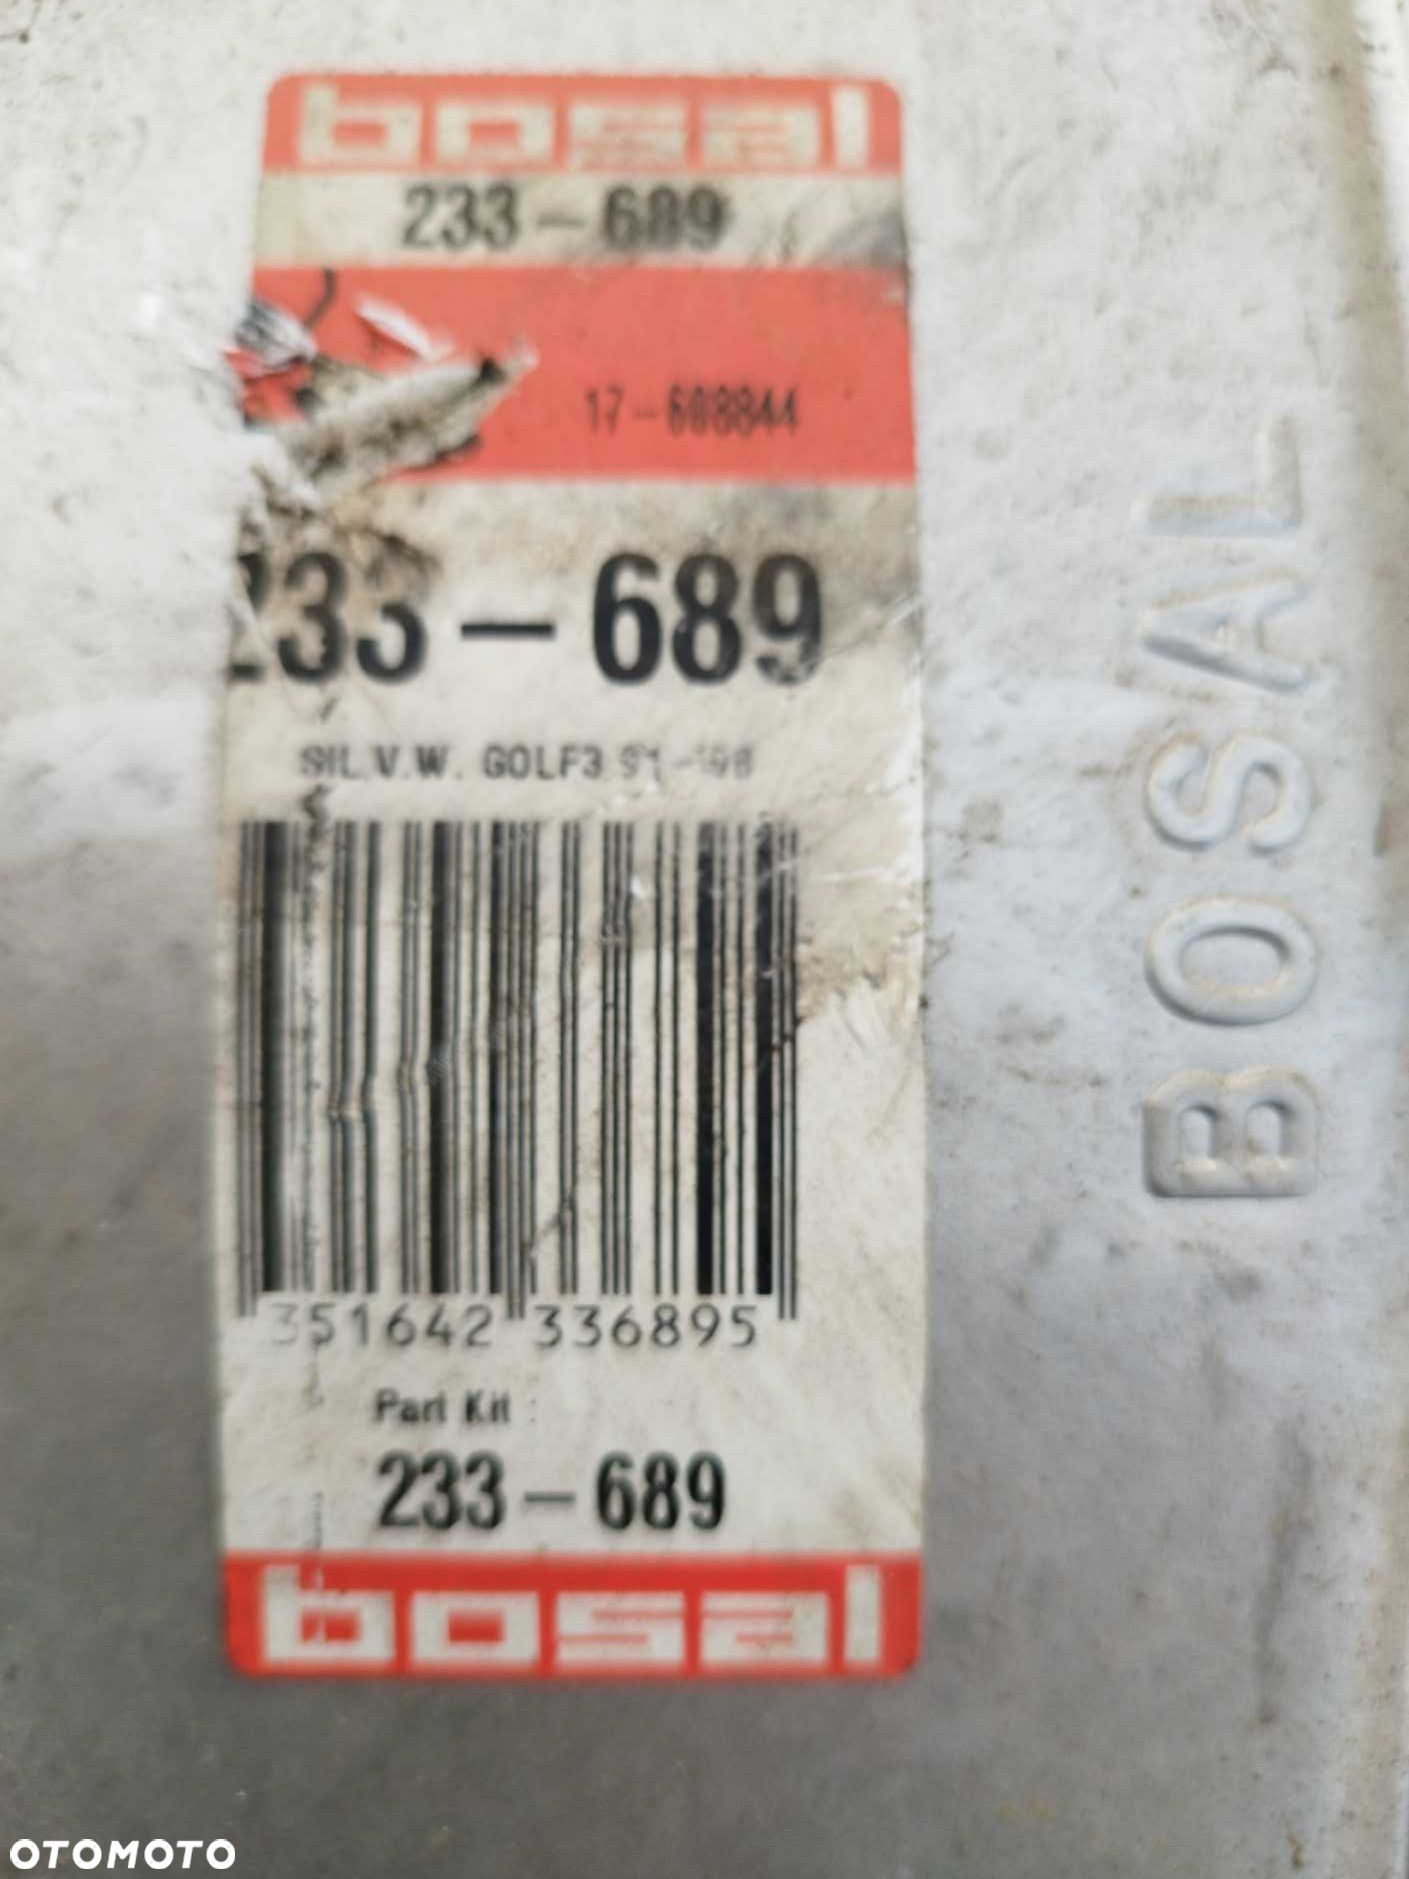 bosal
233-689
17-608844
233-689
SIL.V.W. GOLF3
351642 336895
Part Kit :
233-689
bosal
BOSAL
OTOMOTO